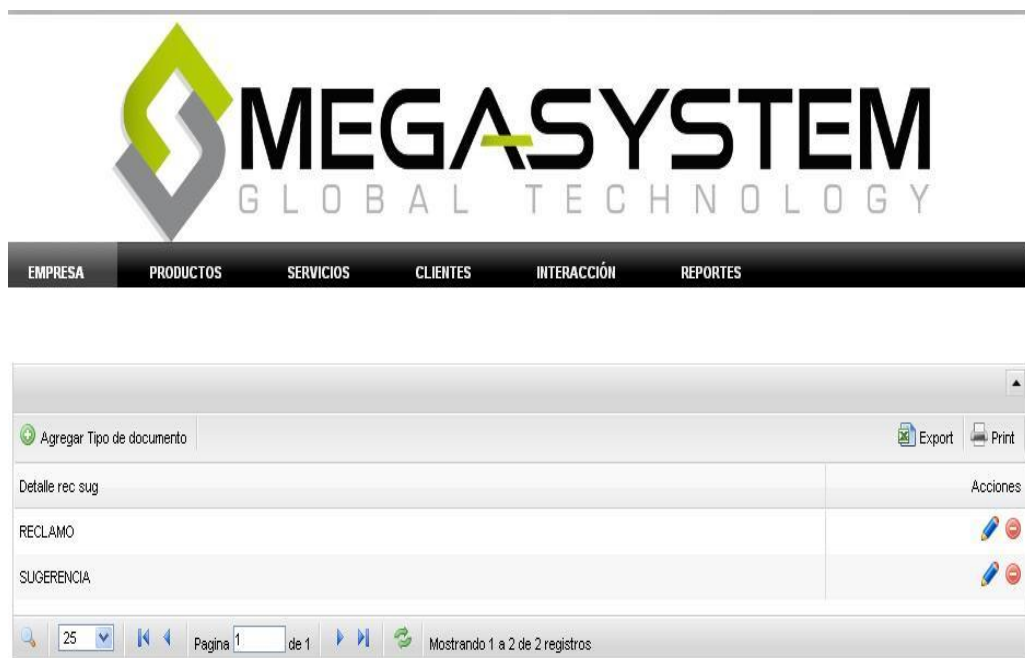 MEGASYSTEM
GLOBAL TECHNOLOGY
EMPRESA PRODUCTOS SERVICIOS CLIENTES INTERACCIÓN REPORTES
Agregar Tipo de documento Export Print
Detalle rec sug Acciones
RECLAMO
SUGERENCIA
25 Pagina 1 de 1 Mostrando 1 a 2 de 2 registros